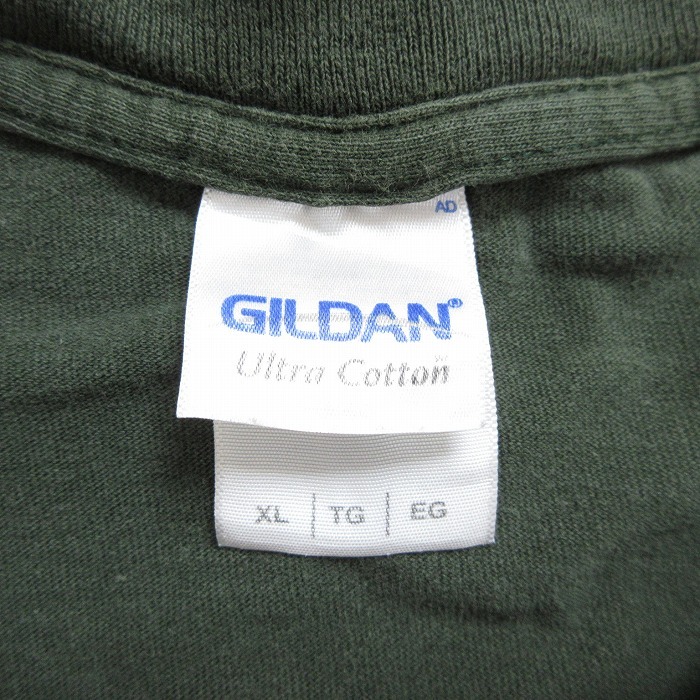 AD
GILDAN®
Ultra Cotton
XL | TG | EG